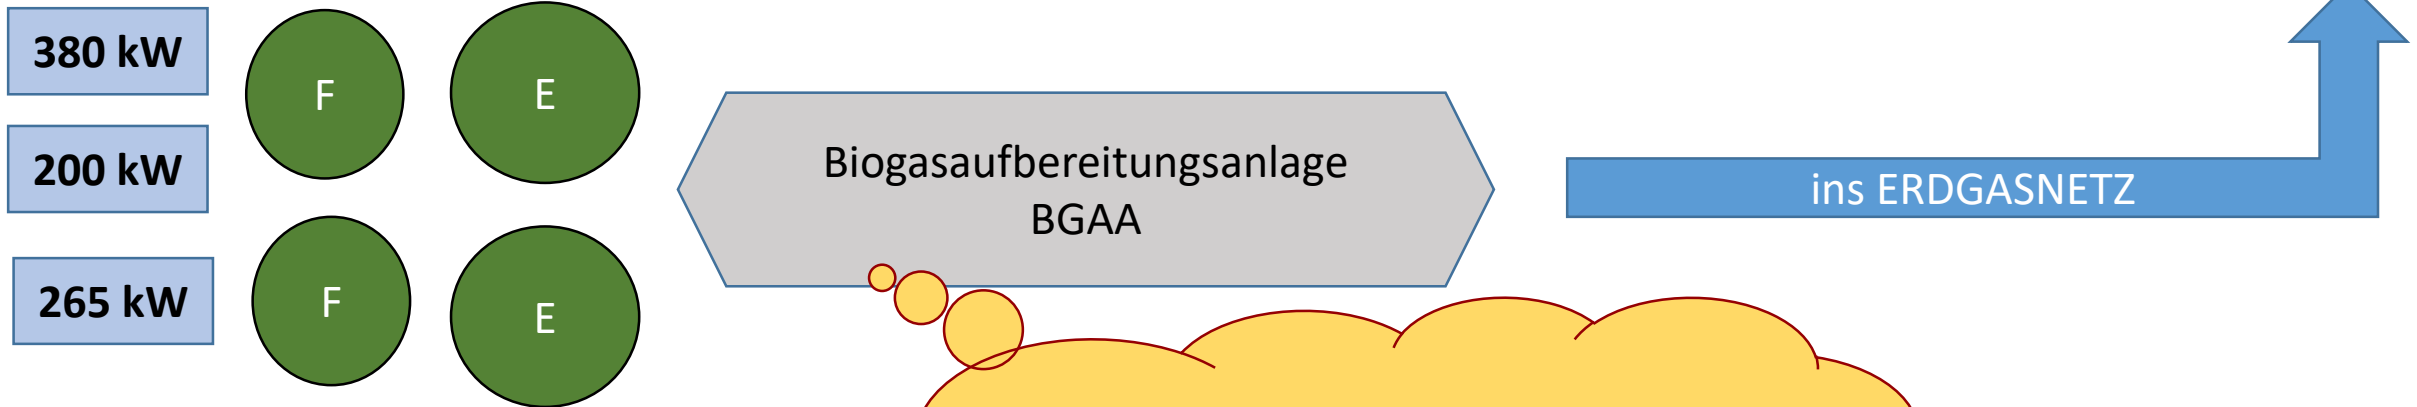 380 kW
200 kW
265 kW
F
E
F
E
Biogasaufbereitungsanlage
BGAA
ins ERDGASNETZ